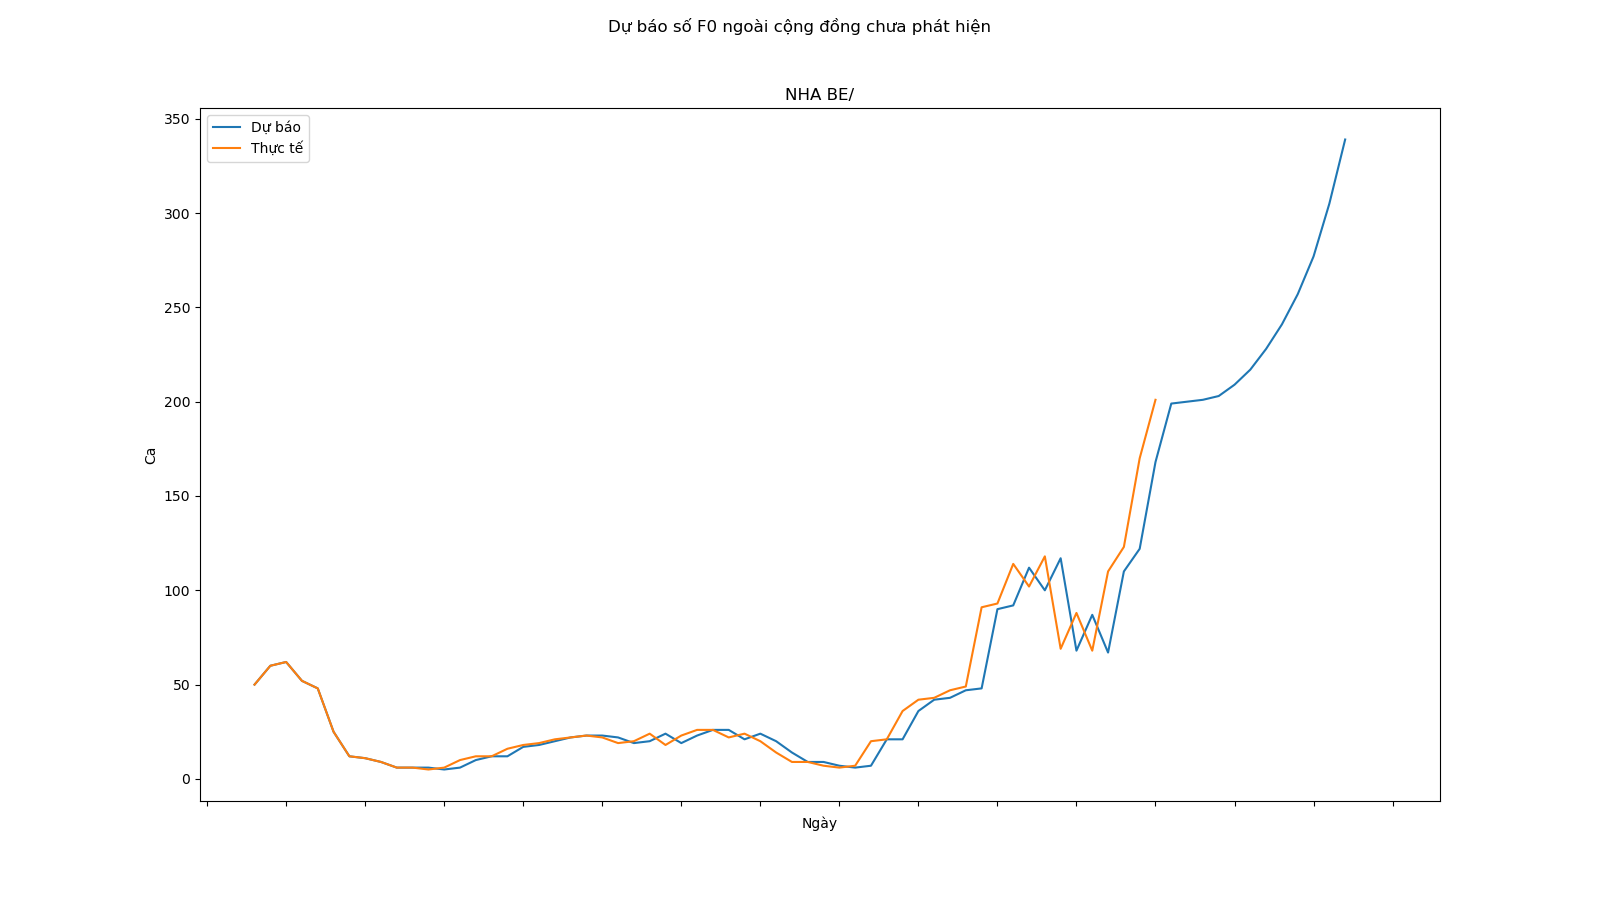 Dự báo số F0 ngoài cộng đồng chưa phát hiện
NHA BE/
Dự báo
Thực tế
350
300
250
200
150
100
50
0
Ca
Ngày